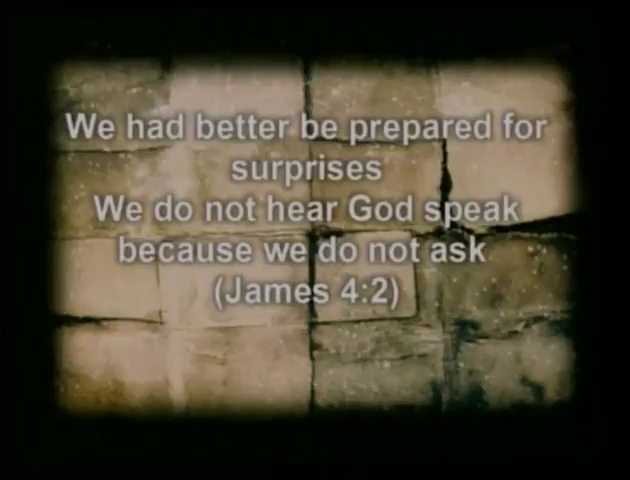 We had better be prepared for
surprises
We do not hear God speak
because we do not ask
(James 4:2)